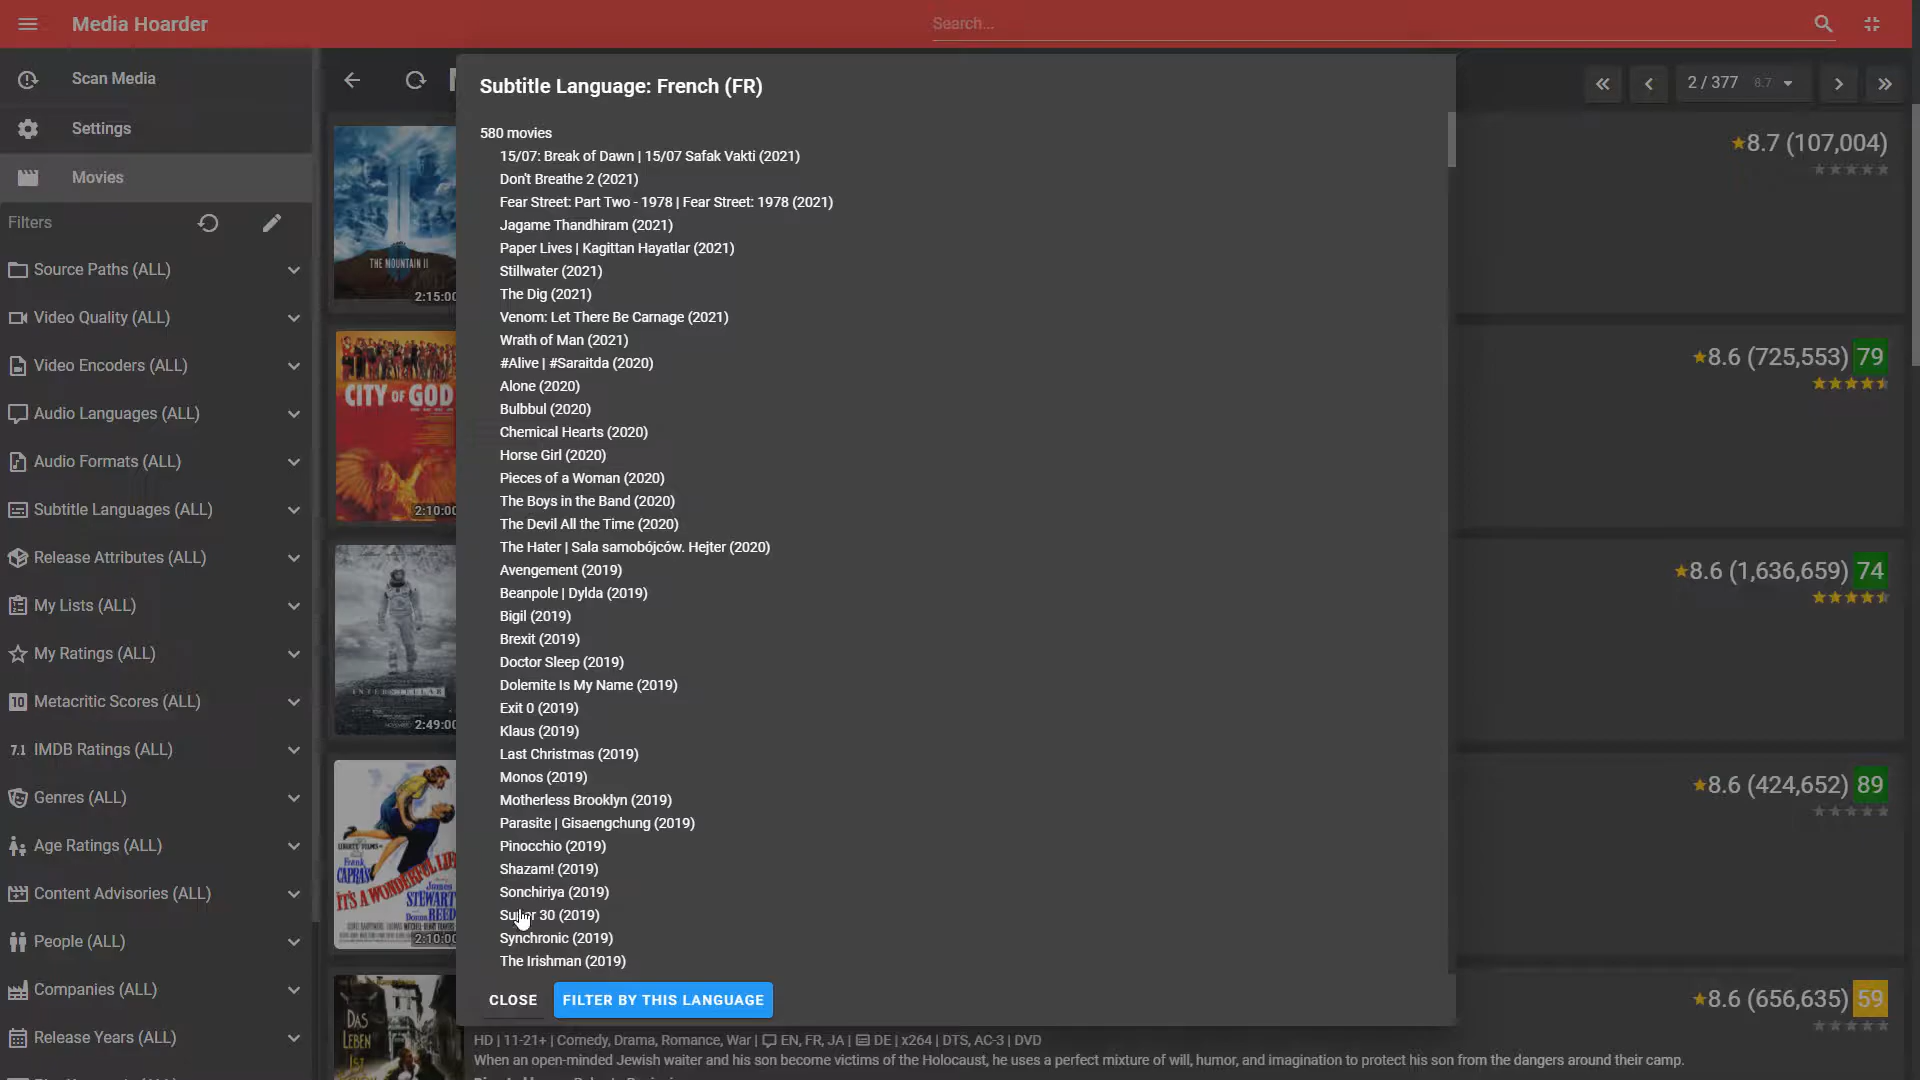 Media Hoarder
Search...
Scan Media
Settings
Movies
Filters
Source Paths (ALL)
Video Quality (ALL)
Video Encoders (ALL)
Audio Languages (ALL)
Audio Formats (ALL)
Subtitle Languages (ALL)
Release Attributes (ALL)
My Lists (ALL)
My Ratings (ALL)
10 Metacritic Scores (ALL)
7.1 IMDB Ratings (ALL)
Genres (ALL)
Age Ratings (ALL)
Content Advisories (ALL)
People (ALL)
Companies (ALL)
Release Years (ALL)
THE MOUNTAIN II
2:15:00
CITY OF GOD
2:10:00
INTERSTELLAR
2:49:00
FRANK CAPRA'S
IT'S A WONDERFUL
James STEWART
Donna REED
2:10:00
DAS LEBEN IST
Subtitle Language: French (FR)
580 movies
15/07: Break of Dawn | 15/07 Safak Vakti (2021)
Don't Breathe 2 (2021)
Fear Street: Part Two - 1978 | Fear Street: 1978 (2021)
Jagame Thandhiram (2021)
Paper Lives | Kagittan Hayatlar (2021)
Stillwater (2021)
The Dig (2021)
Venom: Let There Be Carnage (2021)
Wrath of Man (2021)
#Alive | #Saraitda (2020)
Alone (2020)
Bulbbul (2020)
Chemical Hearts (2020)
Horse Girl (2020)
Pieces of a Woman (2020)
The Boys in the Band (2020)
The Devil All the Time (2020)
The Hater | Sala samobójców. Hejter (2020)
Avengement (2019)
Beanpole | Dylda (2019)
Bigil (2019)
Brexit (2019)
Doctor Sleep (2019)
Dolemite Is My Name (2019)
Exit 0 (2019)
Klaus (2019)
Last Christmas (2019)
Monos (2019)
Motherless Brooklyn (2019)
Parasite | Gisaengchung (2019)
Pinocchio (2019)
Shazam! (2019)
Sonchiriya (2019)
Super 30 (2019)
Synchronic (2019)
The Irishman (2019)
CLOSE
FILTER BY THIS LANGUAGE
2 / 377 8.7
8.7 (107,004)
8.6 (725,553) 79
8.6 (1,636,659) 74
8.6 (424,652) 89
8.6 (656,635) 59
HD | 11-21+ | Comedy, Drama, Romance, War | EN, FR, JA | DE | x264 | DTS, AC-3 | DVD
When an open-minded Jewish waiter and his son become victims of the Holocaust, he uses a perfect mixture of will, humor, and imagination to protect his son from the dangers around their camp.